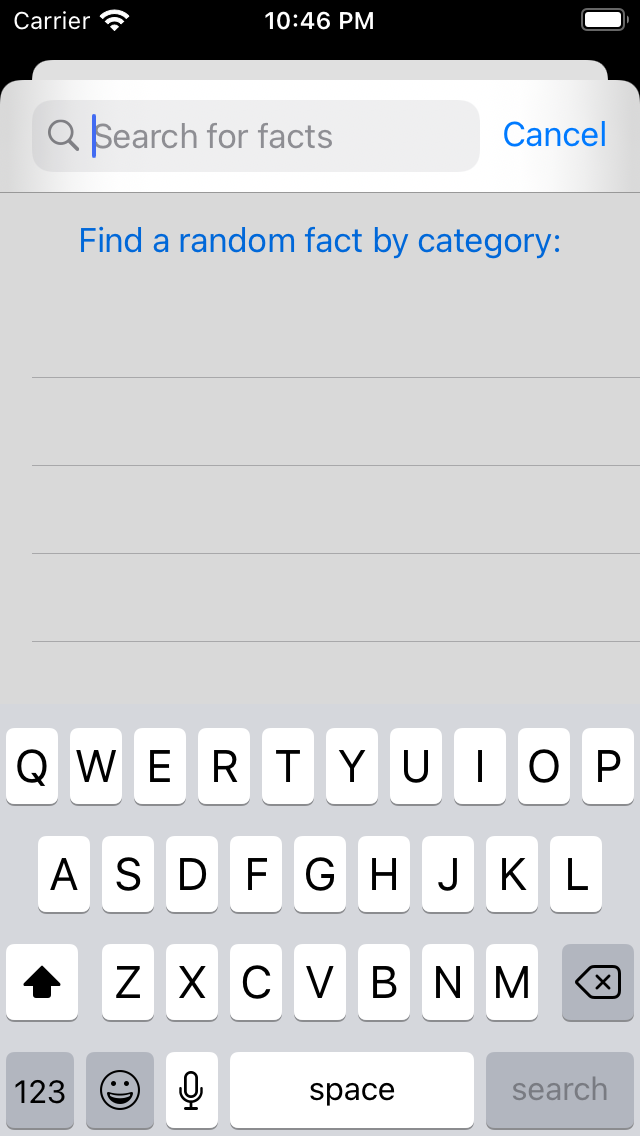 Carrier 10:46 PM
Search for facts Cancel
Find a random fact by category:
Q W E R T Y U I O P
A S D F G H J K L
Z X C V B N M
123 space search